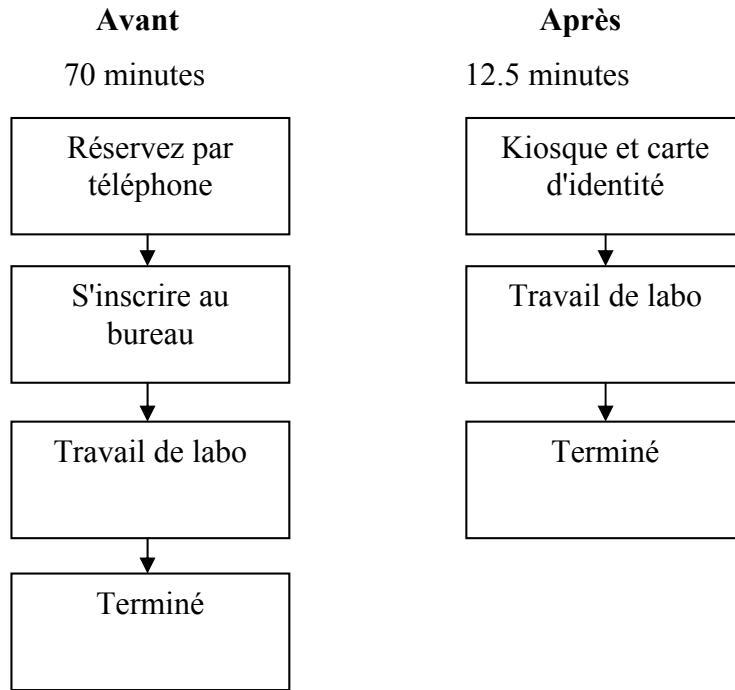 Avant
70 minutes
Réservez par
téléphone
S'inscrire au
bureau
Travail de labo
Terminé
Après
12.5 minutes
Kiosque et carte
d'identité
Travail de labo
Terminé